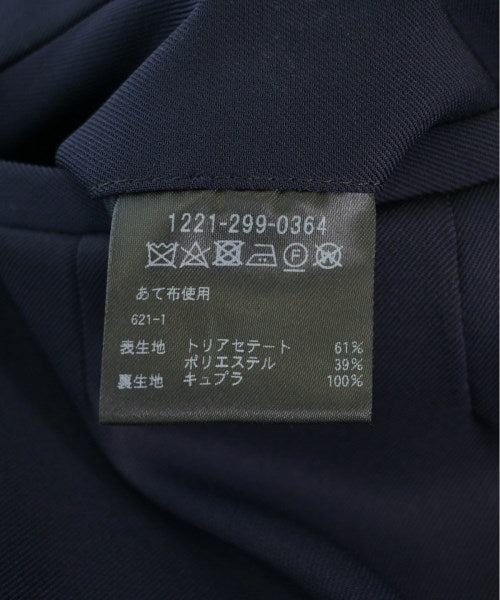 1221-299-0364
あて布使用
621-1
表生地 トリアセテート 61%
ポリエステル 39%
裏生地 キュプラ 100%